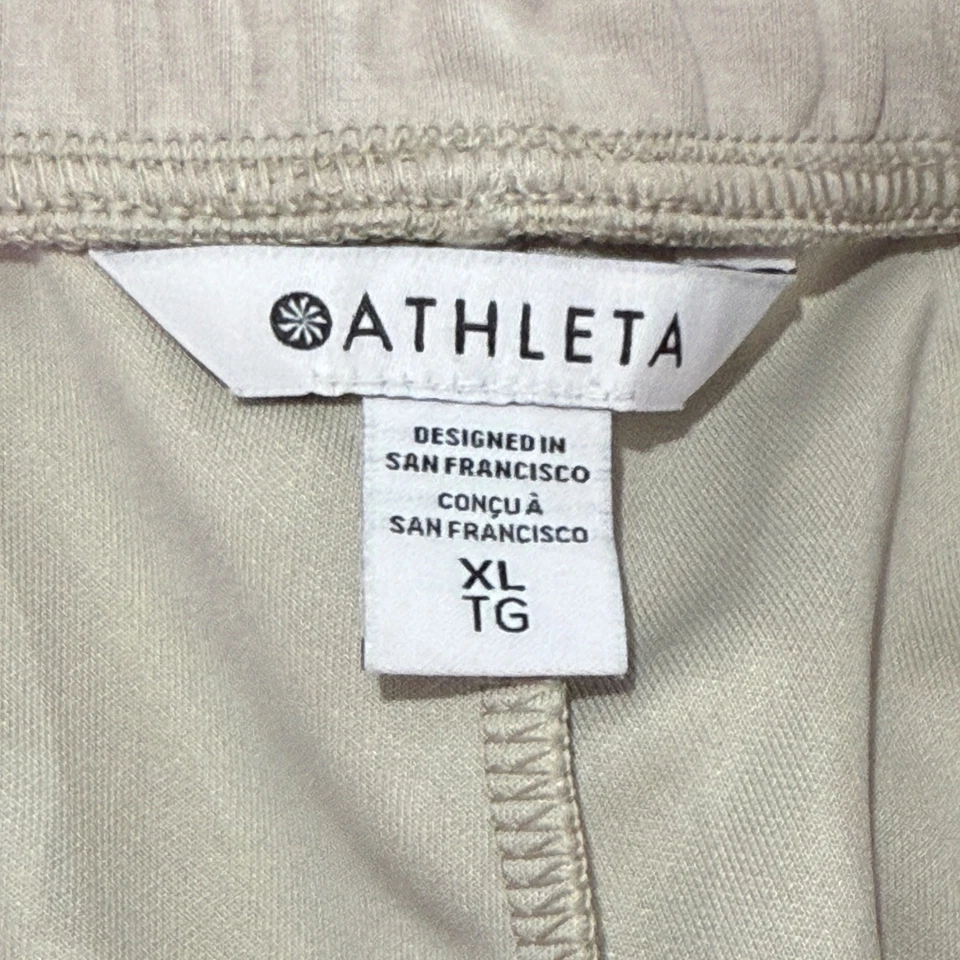 ATHLETA
DESIGNED IN
SAN FRANCISCO
CONÇU À
SAN FRANCISCO
XL
TG